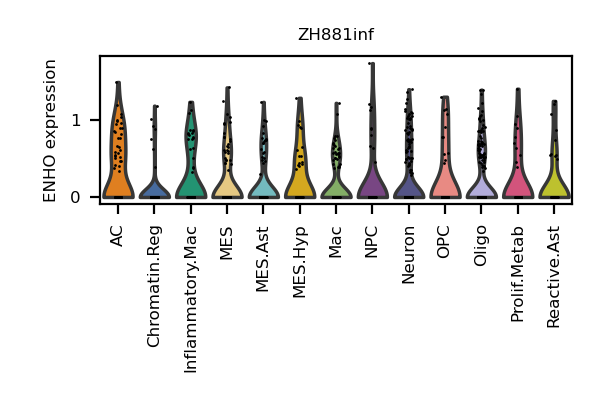 ZH881inf
ENHO expression
1
0
AC
Chromatin.Reg
Inflammatory.Mac
MES
MES.Ast
MES.Hyp
Mac
NPC
Neuron
OPC
Oligo
Prolif.Metab
Reactive.Ast